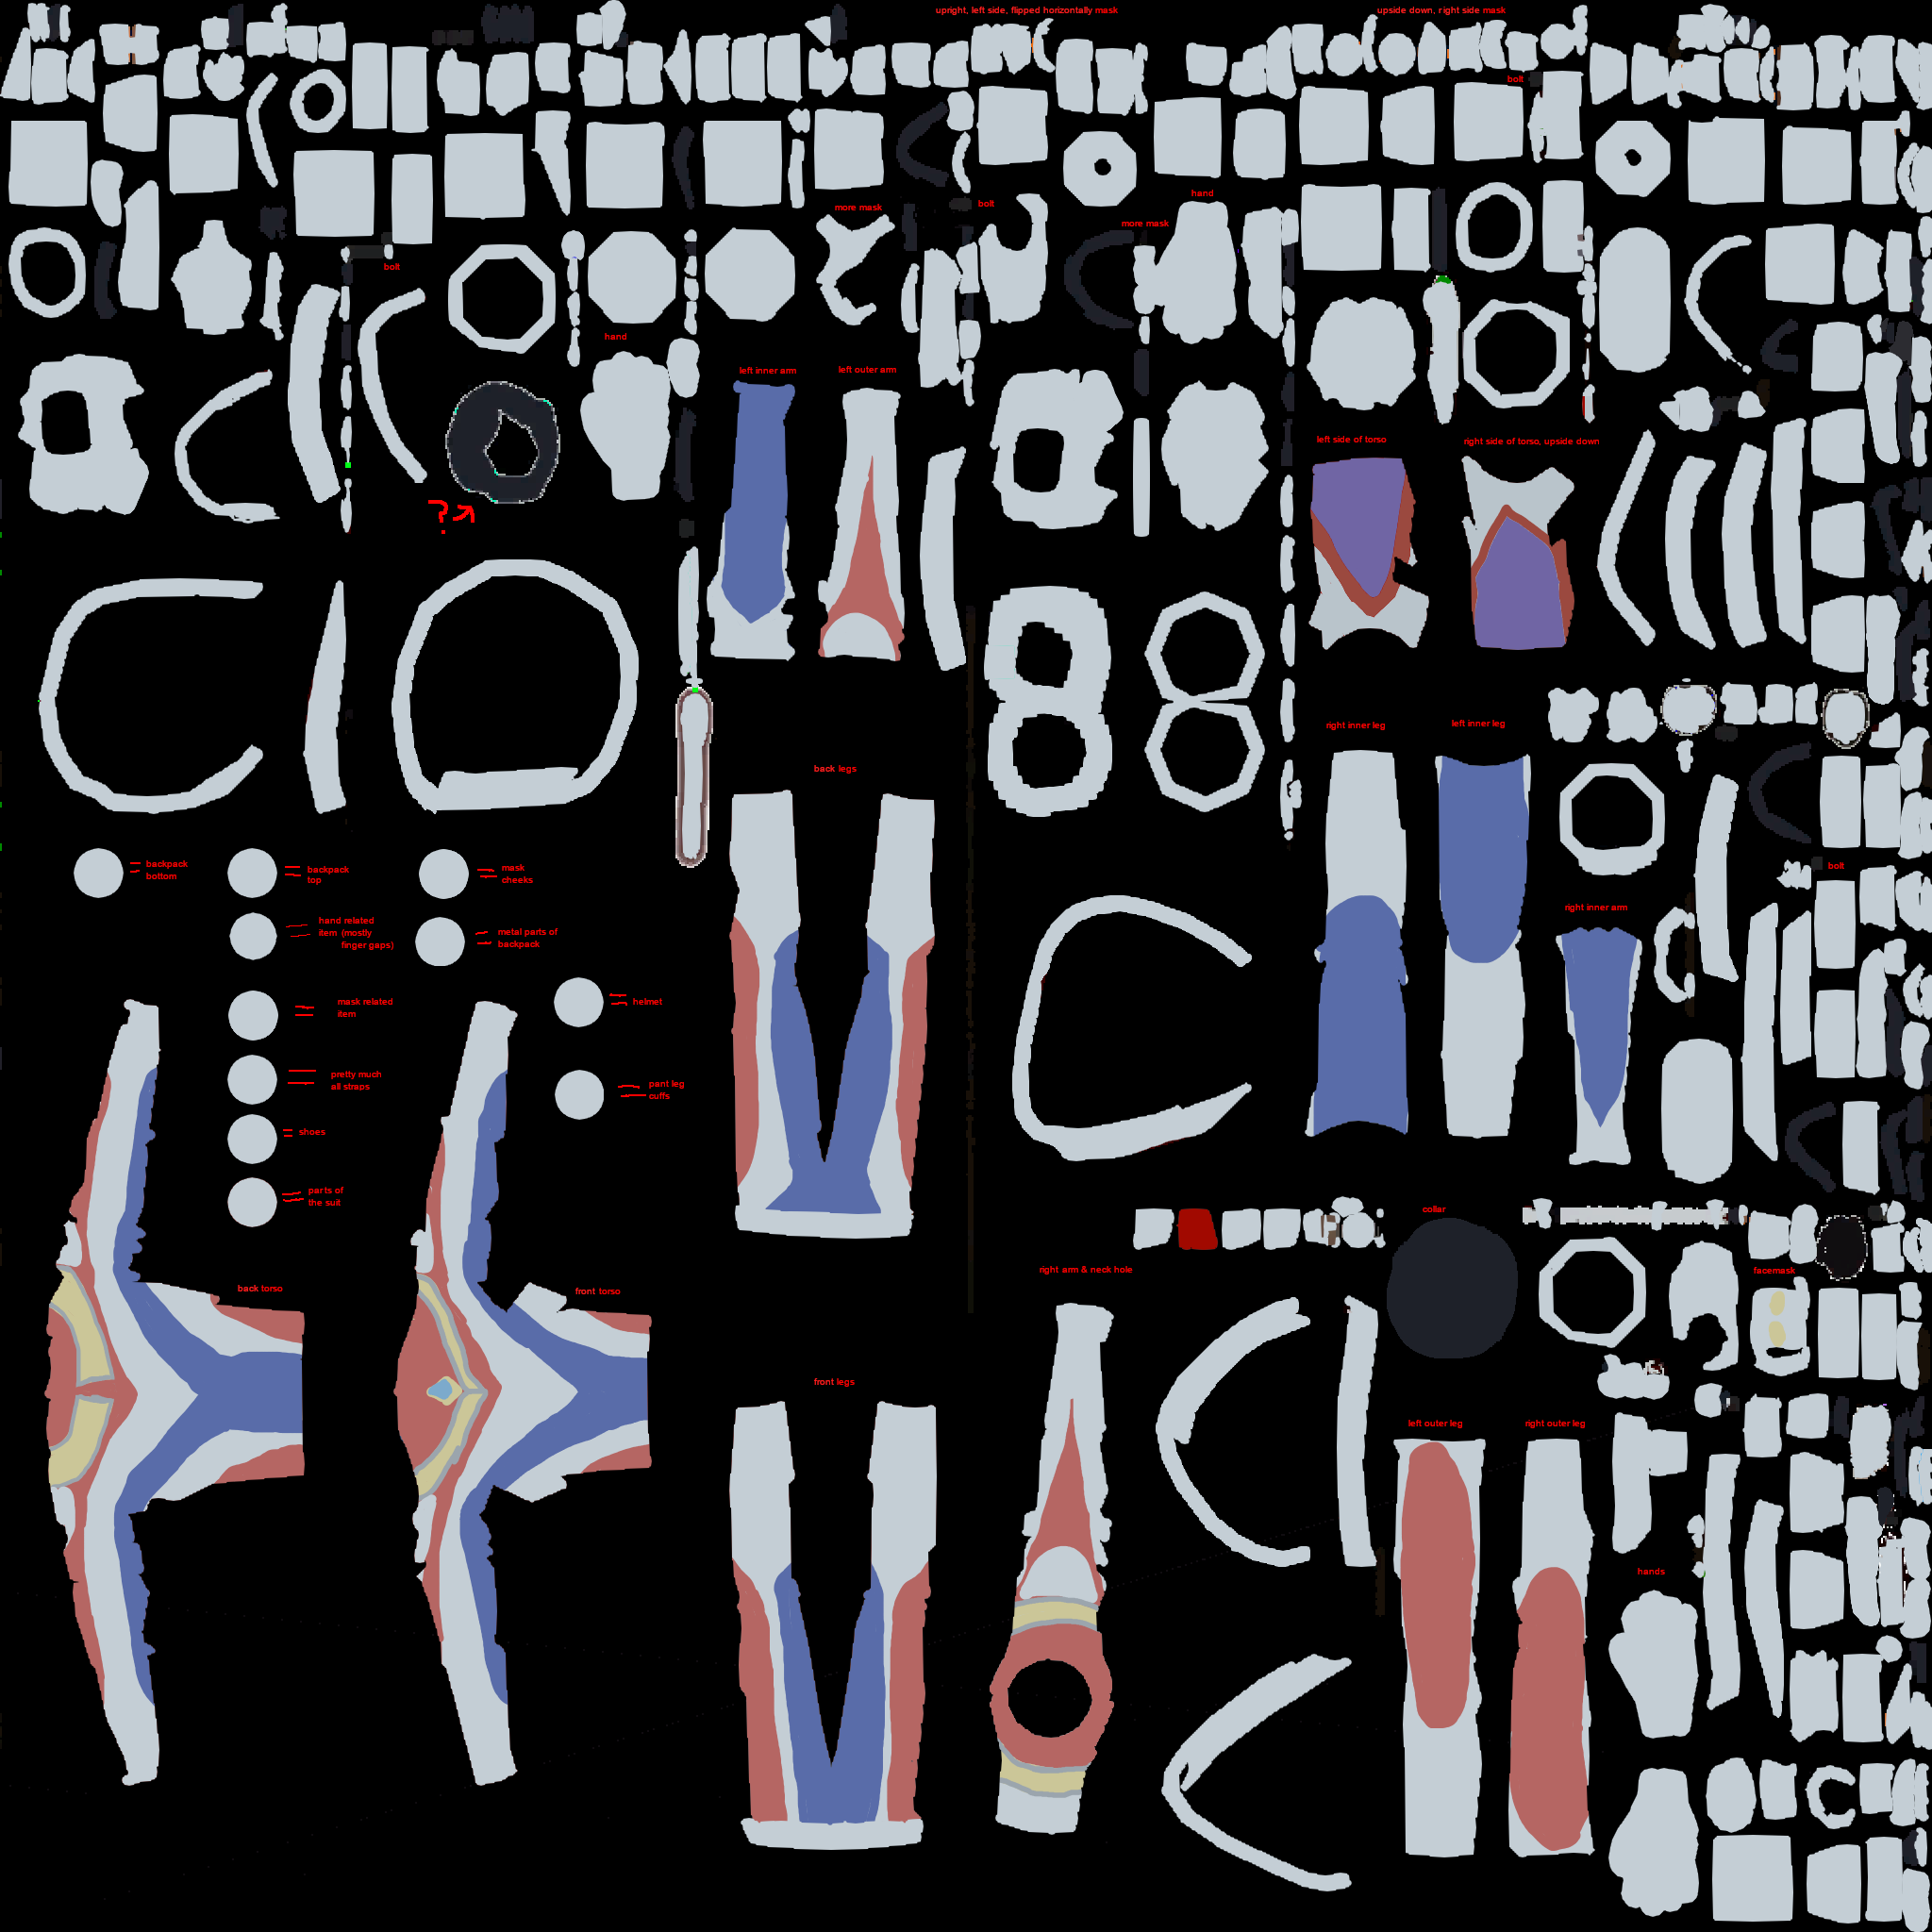 upright, left side, flipped horizontally mask
upside down, right side mask
bolt
hand
more mask
bolt
more mask
bolt
hand
left inner arm
left outer arm
left side of torso
right side of torso, upside down
?
right inner leg
left inner leg
back legs
backpack
bottom
backpack
top
mask
cheeks
bolt
right inner arm
hand related
item (mostly
finger gaps)
metal parts of
backpack
mask related
item
helmet
pretty much
all straps
pant leg
cuffs
shoes
parts of
the suit
collar
right arm & neck hole
facemask
back torso
front torso
front legs
left outer leg
right outer leg
hands